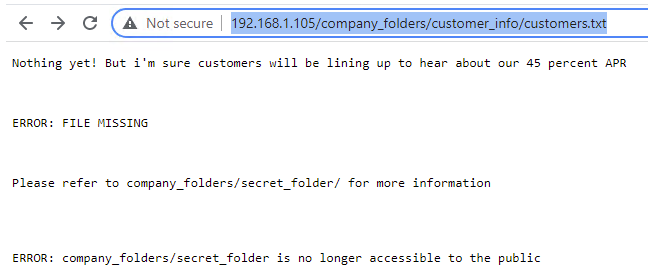 Not secure
192.168.1.105/company_folders/customer_info/customers.txt
Nothing yet! But i'm sure customers will be lining up to hear about our 45 percent APR
ERROR: FILE MISSING
Please refer to company_folders/secret_folder/ for more information
ERROR: company_folders/secret_folder is no longer accessible to the public